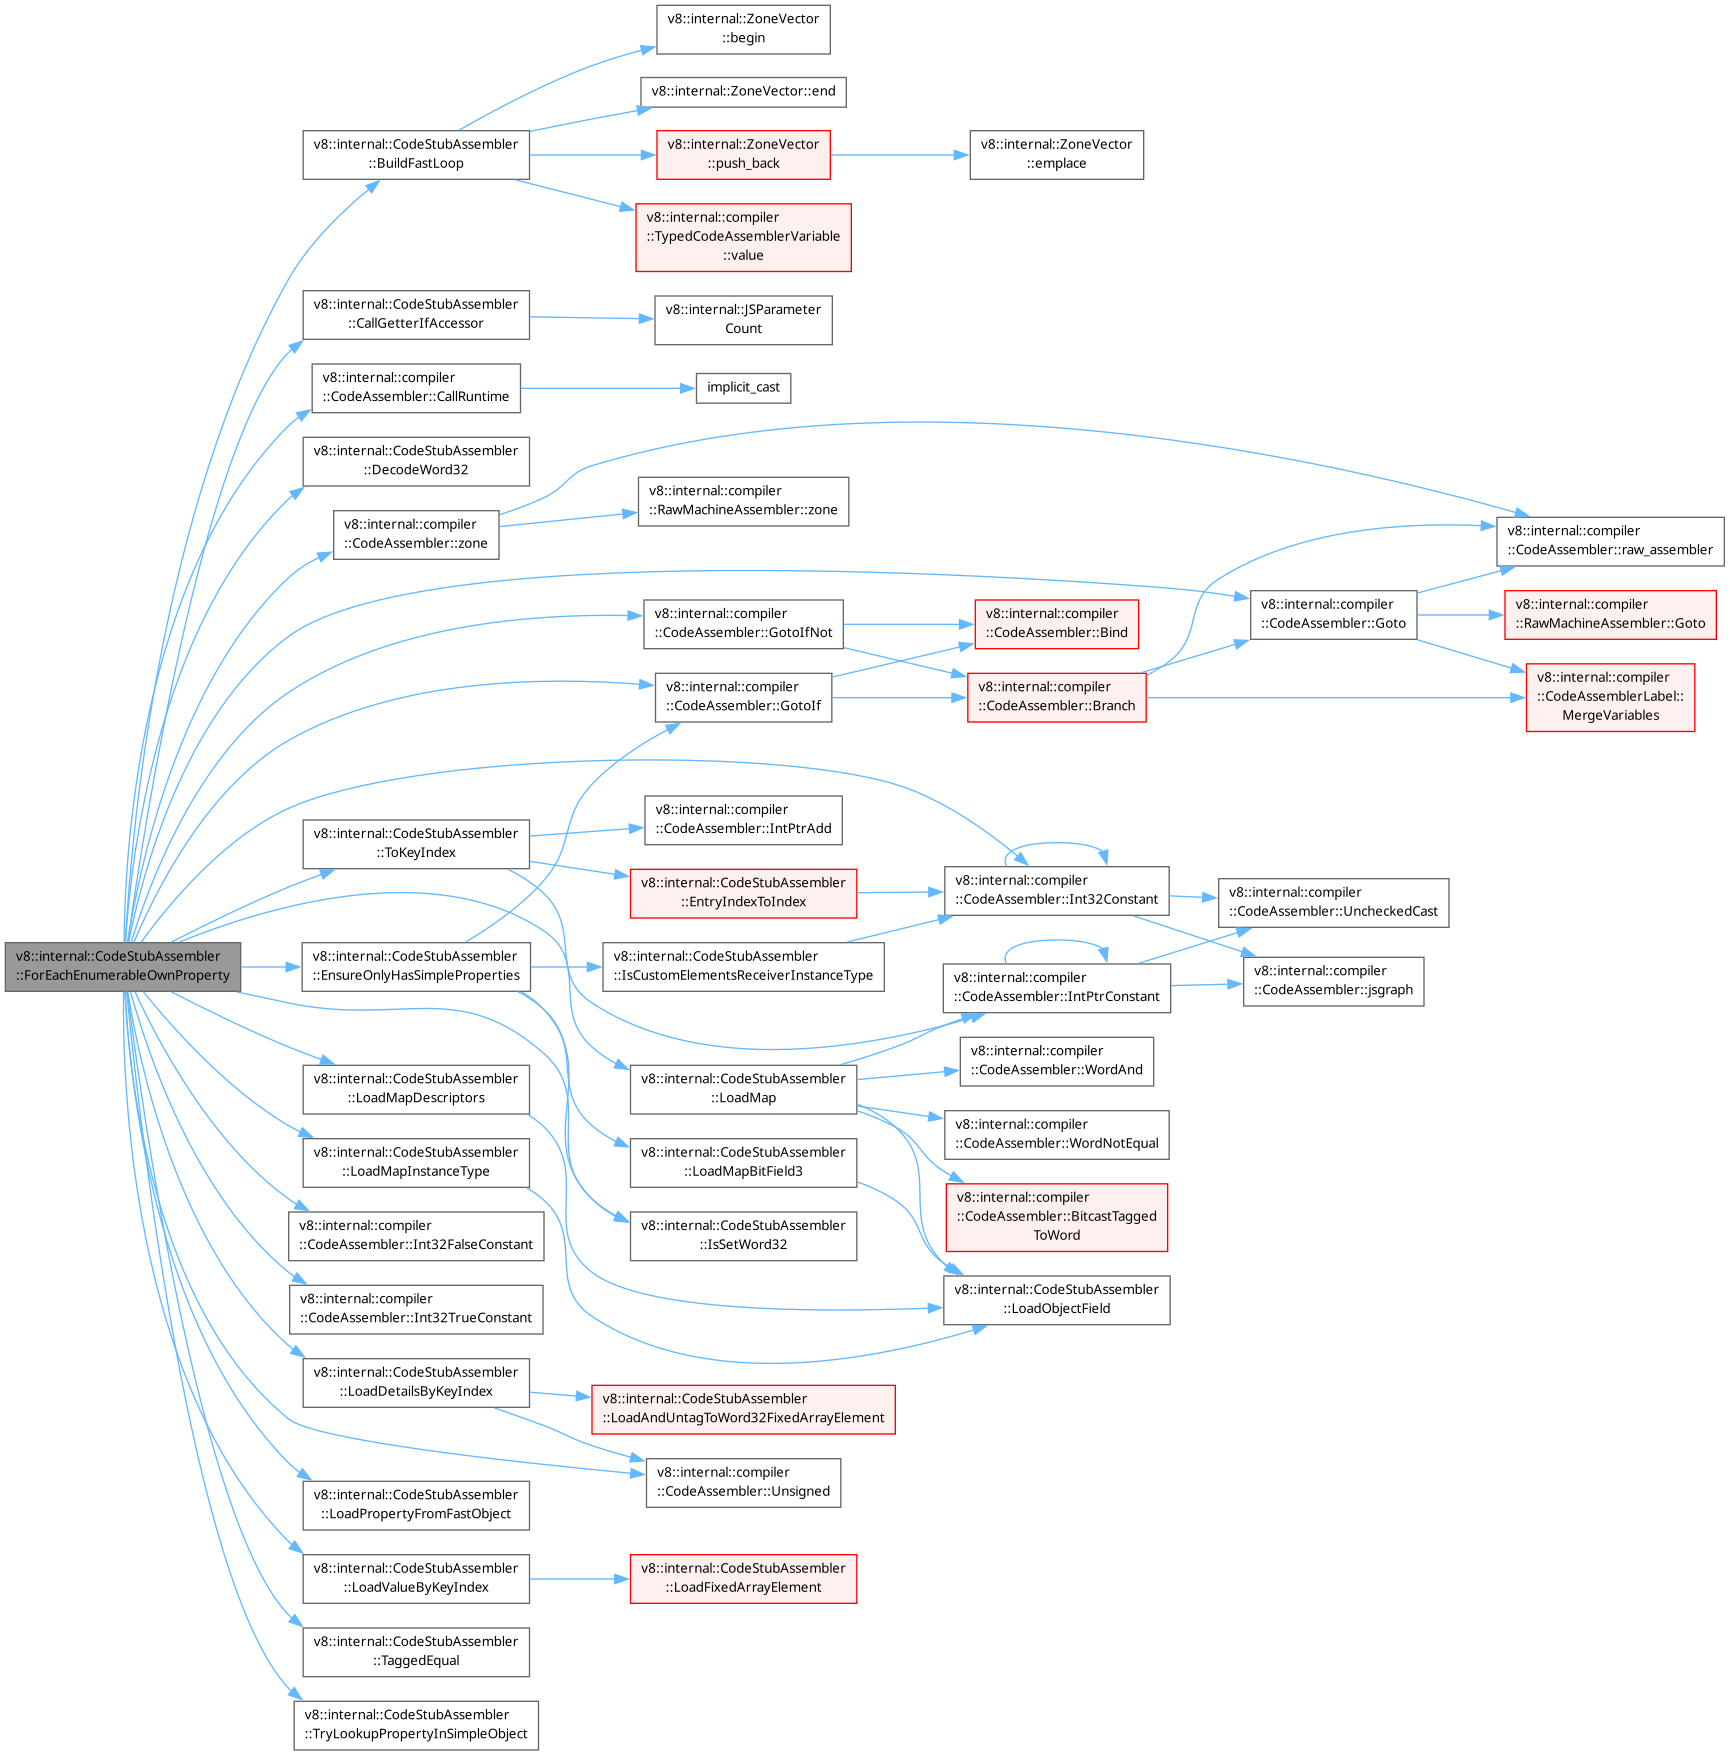 v8::internal::ZoneVector
::begin
v8::internal::ZoneVector::end
v8::internal::CodeStubAssembler
::BuildFastLoop
v8::internal::ZoneVector
::push_back
v8::internal::ZoneVector
::emplace
v8::internal::compiler
::TypedCodeAssemblerVariable
::value
v8::internal::CodeStubAssembler
::CallGetterIfAccessor
v8::internal::JSParameter
Count
v8::internal::compiler
::CodeAssembler::CallRuntime
implicit_cast
v8::internal::CodeStubAssembler
::DecodeWord32
v8::internal::compiler
::CodeAssembler::zone
v8::internal::compiler
::RawMachineAssembler::zone
v8::internal::compiler
::CodeAssembler::raw_assembler
v8::internal::compiler
::CodeAssembler::GotoIfNot
v8::internal::compiler
::CodeAssembler::Bind
v8::internal::compiler
::CodeAssembler::Goto
v8::internal::compiler
::RawMachineAssembler::Goto
v8::internal::compiler
::CodeAssembler::GotoIf
v8::internal::compiler
::CodeAssembler::Branch
v8::internal::compiler
::CodeAssemblerLabel::
MergeVariables
v8::internal::CodeStubAssembler
::ToKeyIndex
v8::internal::compiler
::CodeAssembler::IntPtrAdd
v8::internal::CodeStubAssembler
::EntryIndexToIndex
v8::internal::compiler
::CodeAssembler::Int32Constant
v8::internal::compiler
::CodeAssembler::UncheckedCast
v8::internal::CodeStubAssembler
::ForEachEnumerableOwnProperty
v8::internal::CodeStubAssembler
::EnsureOnlyHasSimpleProperties
v8::internal::CodeStubAssembler
::IsCustomElementsReceiverInstanceType
v8::internal::compiler
::CodeAssembler::IntPtrConstant
v8::internal::compiler
::CodeAssembler::jsgraph
v8::internal::CodeStubAssembler
::LoadMapDescriptors
v8::internal::CodeStubAssembler
::LoadMap
v8::internal::compiler
::CodeAssembler::WordAnd
v8::internal::compiler
::CodeAssembler::WordNotEqual
v8::internal::CodeStubAssembler
::LoadMapInstanceType
v8::internal::CodeStubAssembler
::LoadMapBitField3
v8::internal::compiler
::CodeAssembler::BitcastTagged
ToWord
v8::internal::compiler
::CodeAssembler::Int32FalseConstant
v8::internal::CodeStubAssembler
::IsSetWord32
v8::internal::compiler
::CodeAssembler::Int32TrueConstant
v8::internal::CodeStubAssembler
::LoadObjectField
v8::internal::CodeStubAssembler
::LoadDetailsByKeyIndex
v8::internal::CodeStubAssembler
::LoadAndUntagToWord32FixedArrayElement
v8::internal::compiler
::CodeAssembler::Unsigned
v8::internal::CodeStubAssembler
::LoadPropertyFromFastObject
v8::internal::CodeStubAssembler
::LoadValueByKeyIndex
v8::internal::CodeStubAssembler
::LoadFixedArrayElement
v8::internal::CodeStubAssembler
::TaggedEqual
v8::internal::CodeStubAssembler
::TryLookupPropertyInSimpleObject